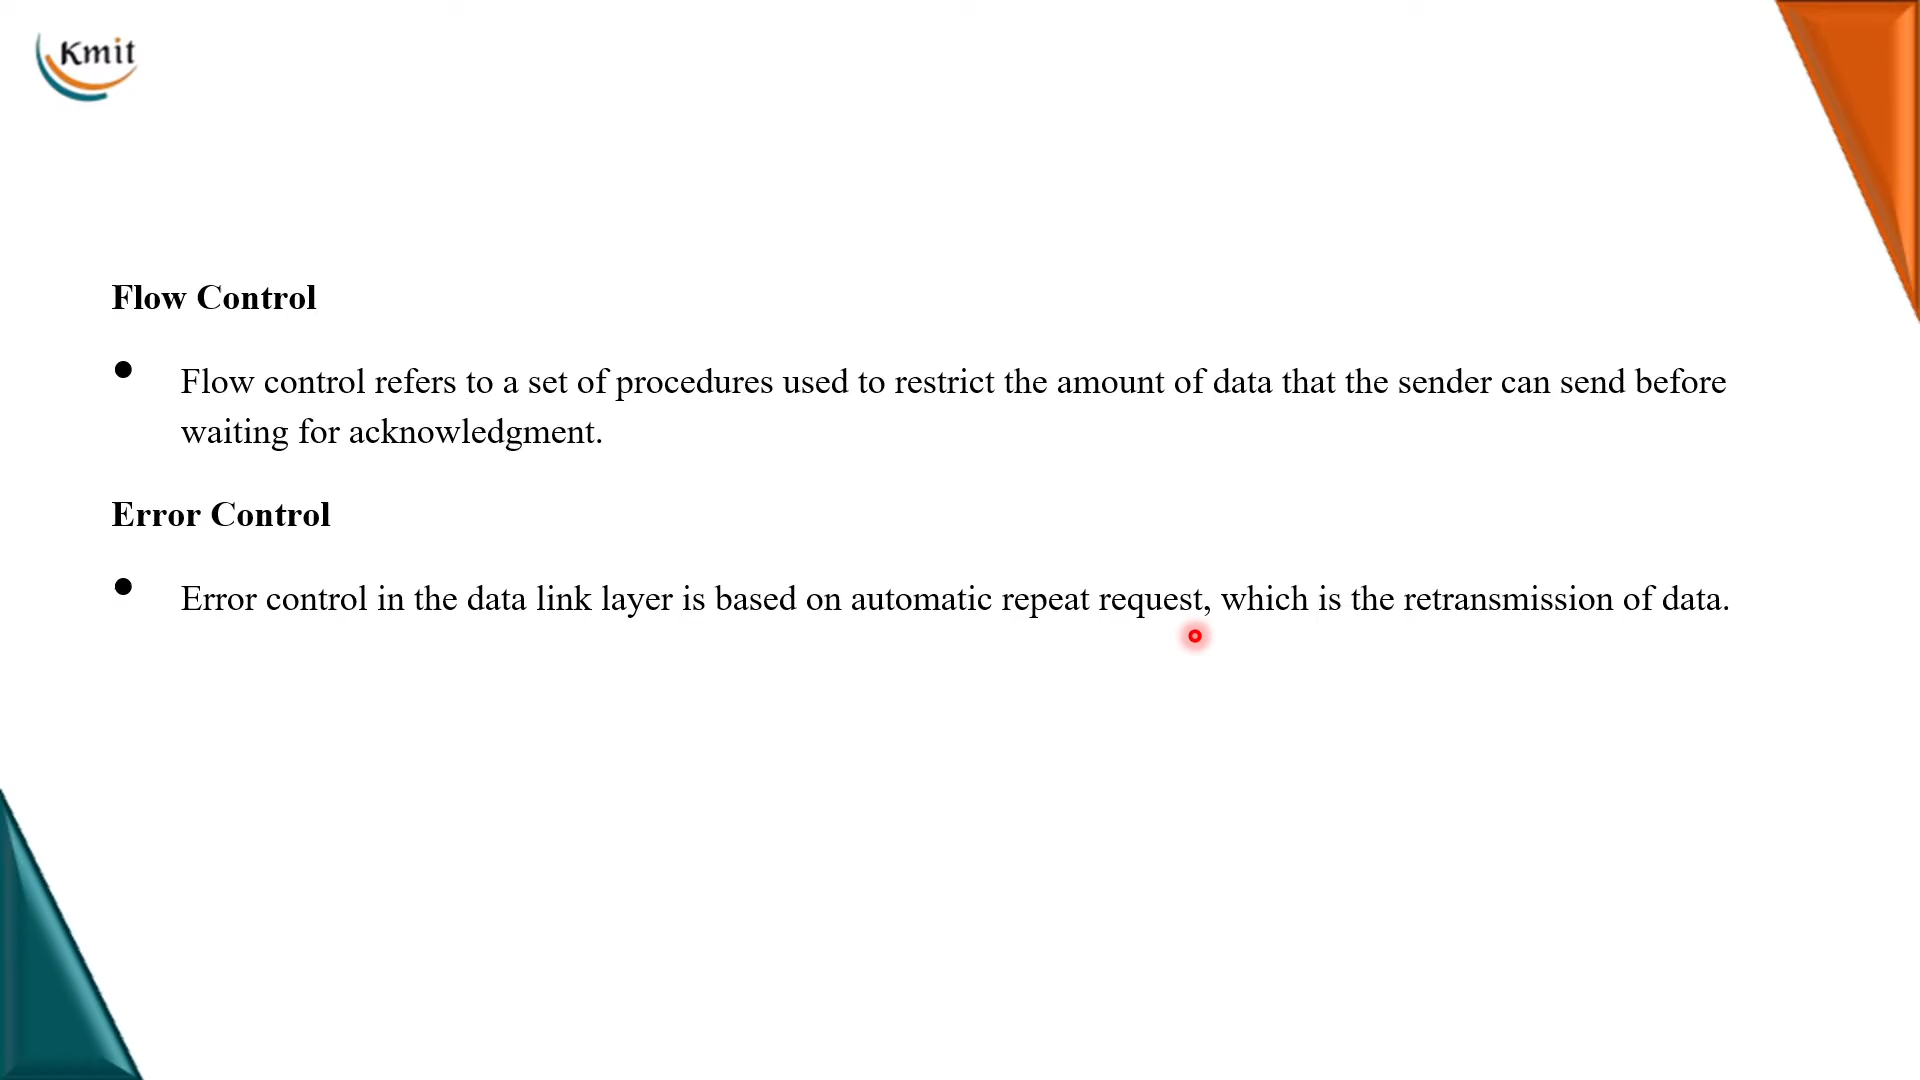 Kmit
Flow Control
● Flow control refers to a set of procedures used to restrict the amount of data that the sender can send before
waiting for acknowledgment.
Error Control
● Error control in the data link layer is based on automatic repeat request, which is the retransmission of data.